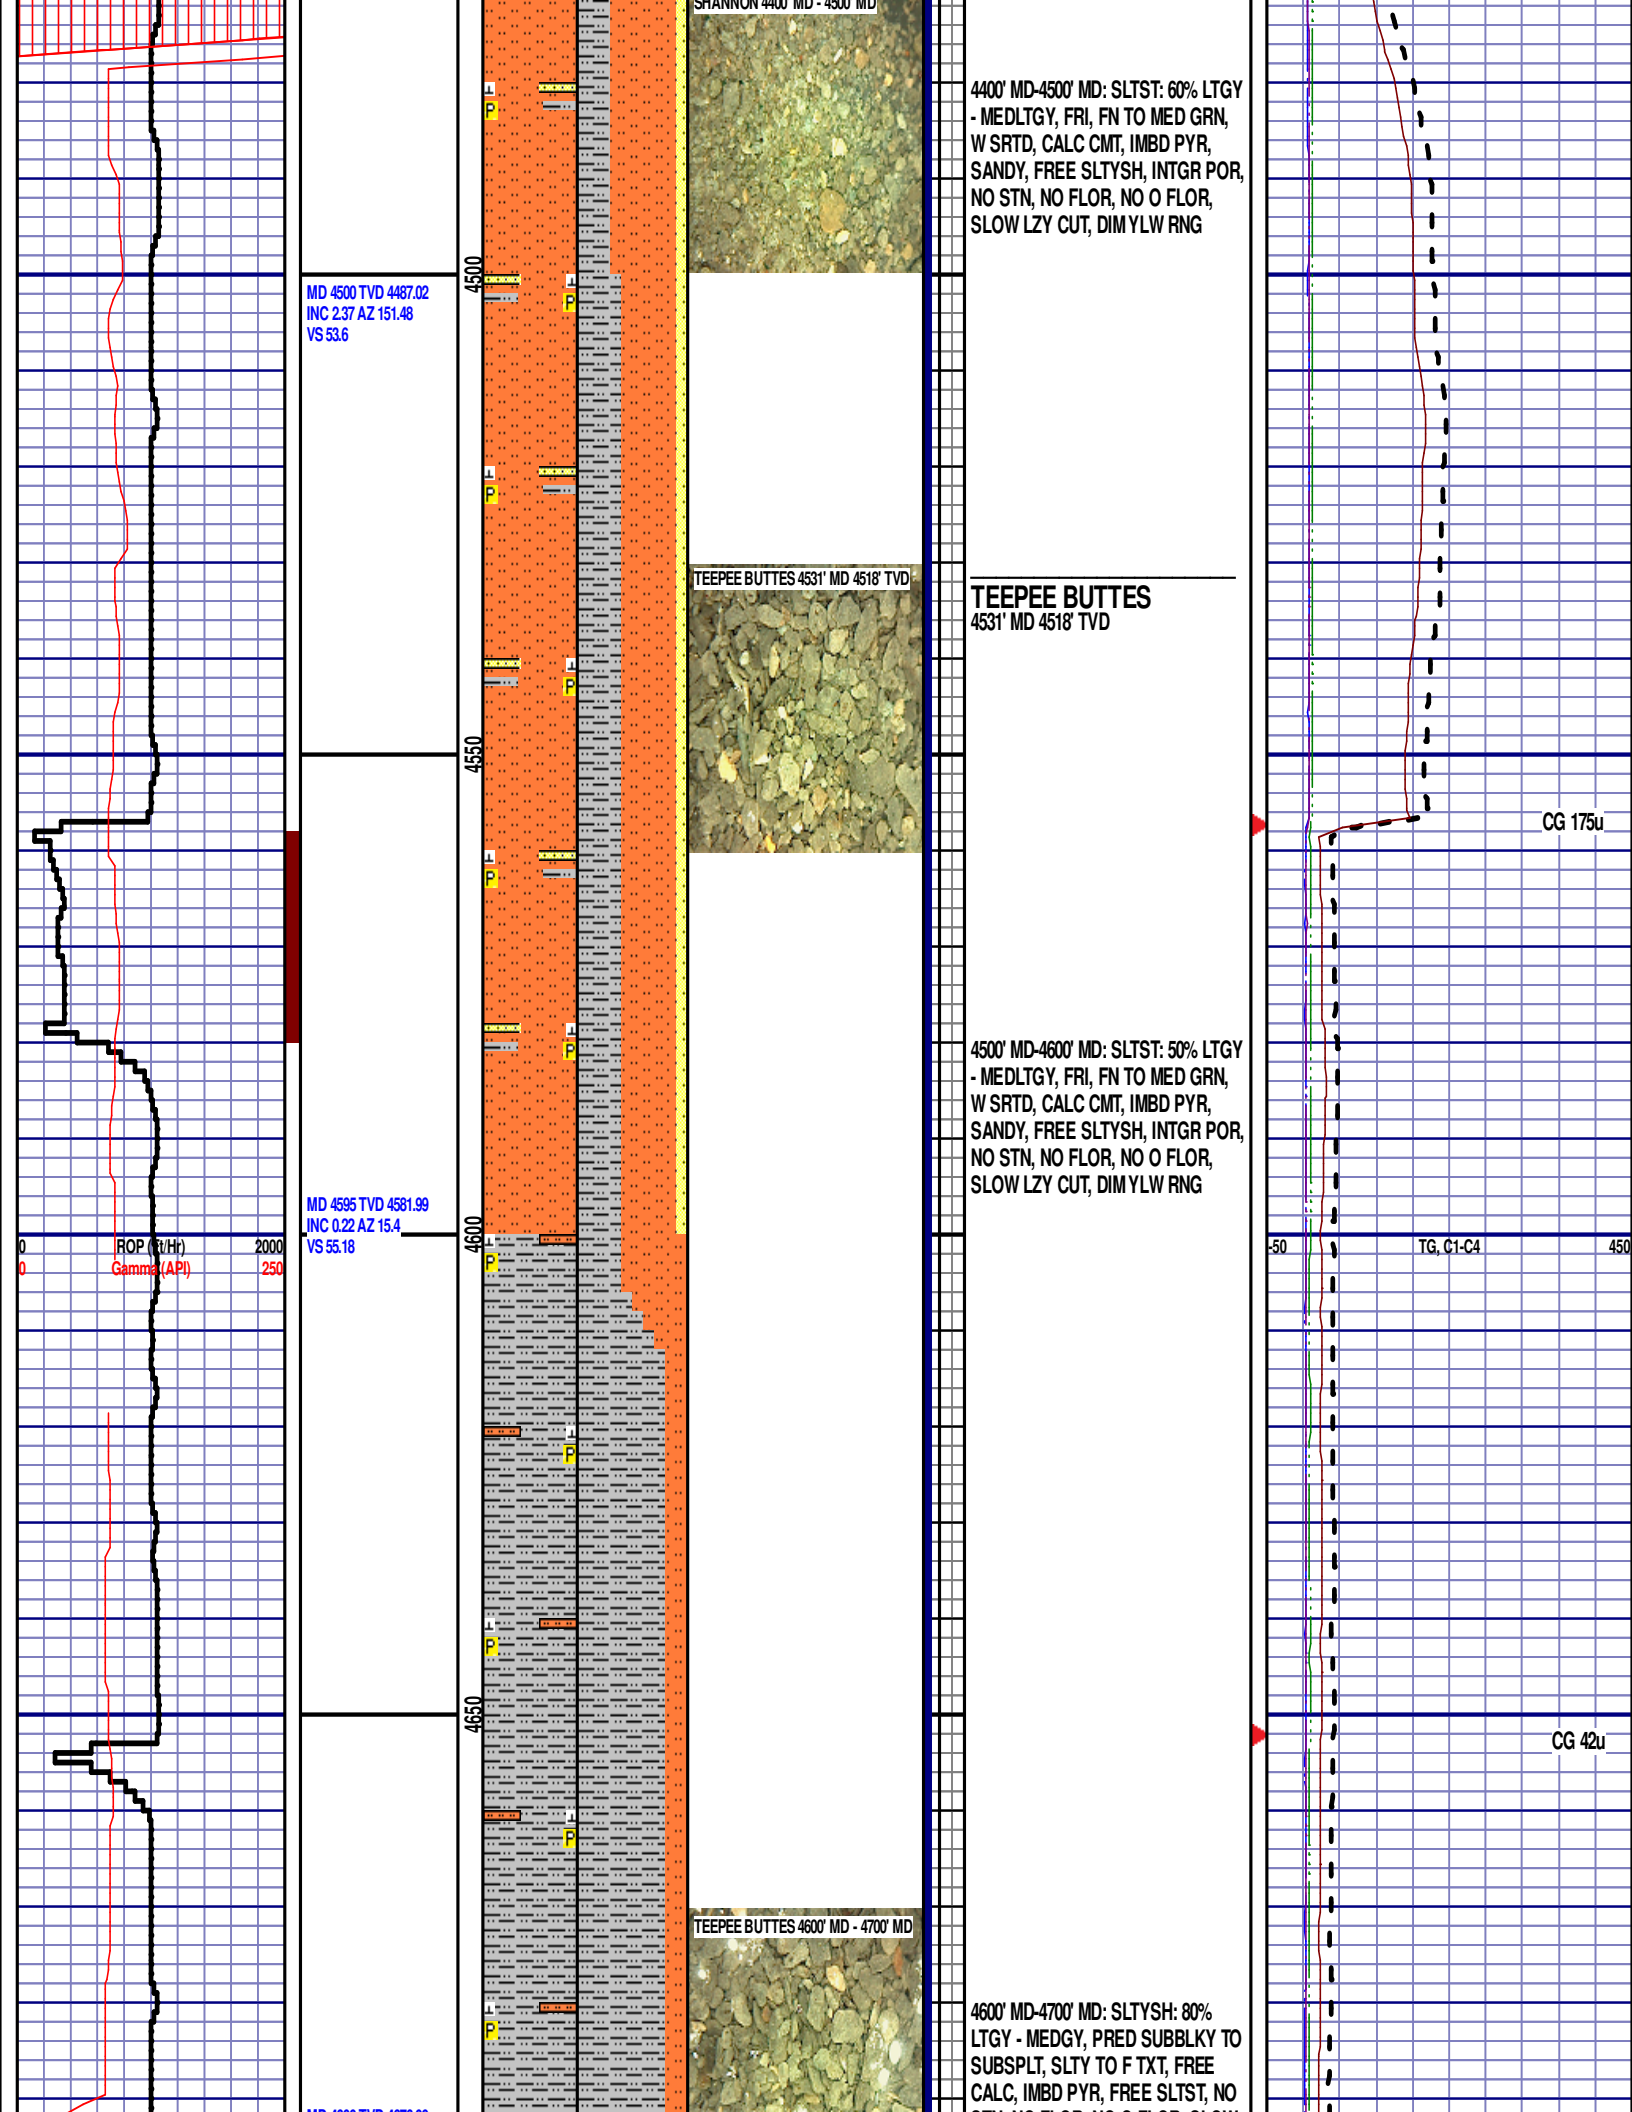 SHANNON 4400' MD - 4500' MD
4400' MD-4500' MD: SLTST: 60% LTGY
- MEDLTGY, FRI, FN TO MED GRN,
W SRTD, CALC CMT, IMBD PYR,
SANDY, FREE SLTYSH, INTGR POR,
NO STN, NO FLOR, NO O FLOR,
SLOW LZY CUT, DIM YLW RNG
P
4500
MD 4500 TVD 4487.02
INC 2.37 AZ 151.48
VS 53.6
P
P
TEEPEE BUTTES 4531' MD 4518' TVD
TEEPEE BUTTES
4531' MD 4518' TVD
P
4550
CG 175u
P
P
4500' MD-4600' MD: SLTST: 50% LTGY
- MEDLTGY, FRI, FN TO MED GRN,
W SRTD, CALC CMT, IMBD PYR,
SANDY, FREE SLTYSH, INTGR POR,
NO STN, NO FLOR, NO O FLOR,
SLOW LZY CUT, DIM YLW RNG
MD 4595 TVD 4581.99
INC 0.22 AZ 15.4
VS 55.18
4600
0 ROP (Ft/Hr) 2000
0 Gamma (API) 250
-50 TG, C1-C4 450
P
P
P
4650
CG 42u
P
TEEPEE BUTTES 4600' MD - 4700' MD
P
4600' MD-4700' MD: SLTYSH: 80%
LTGY - MEDGY, PRED SUBBLKY TO
SUBSPLT, SLTY TO F TXT, FREE
CALC, IMBD PYR, FREE SLTST, NO